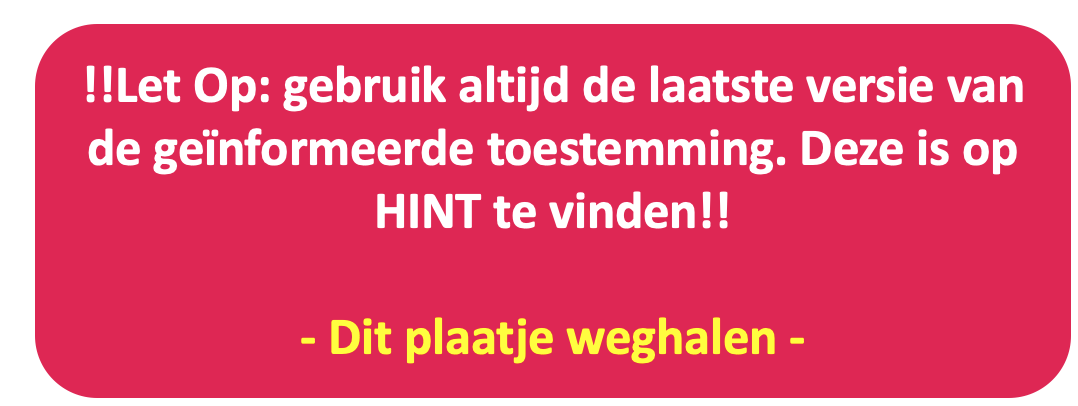 !!Let Op: gebruik altijd de laatste versie van
de geïnformeerde toestemming. Deze is op
HINT te vinden!!
- Dit plaatje weghalen -